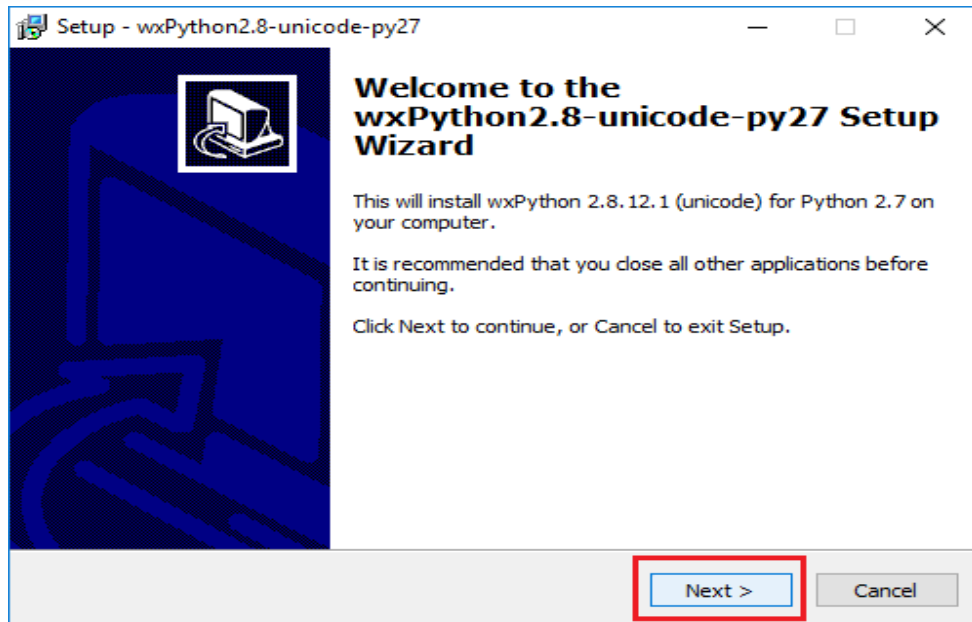 Setup - wxPython2.8-unicode-py27
Welcome to the
wxPython2.8-unicode-py27 Setup
Wizard
This will install wxPython 2.8.12.1 (unicode) for Python 2.7 on
your computer.
It is recommended that you close all other applications before
continuing.
Click Next to continue, or Cancel to exit Setup.
Next >
Cancel